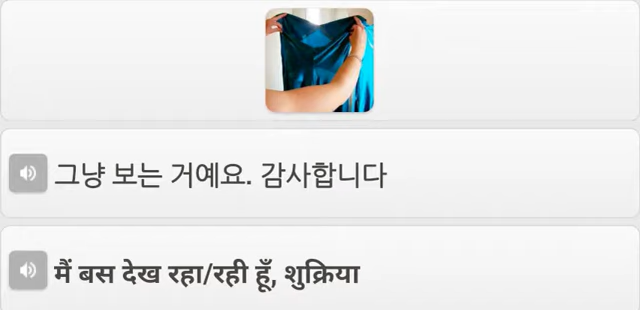 그냥 보는 거예요. 감사합니다
मैं बस देख रहा/रही हूँ, शुक्रिया